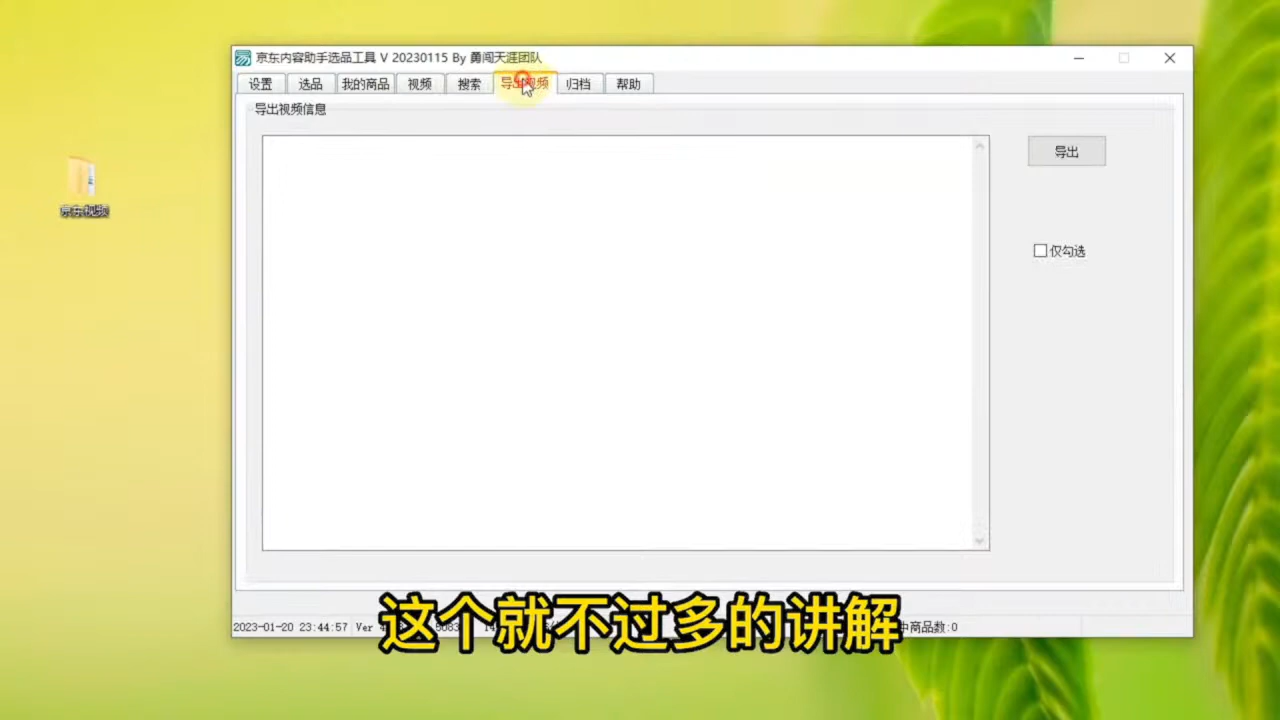 京东内容助手选品工具 V 20230115 By 勇闯天涯团队
设置 选品 我的商品 视频 搜索 导出视频 归档 帮助
导出视频信息
导出
京东视频
仅勾选
这个就不过多的讲解
2023-01-20 23:44:57 Ver 中商品数:0